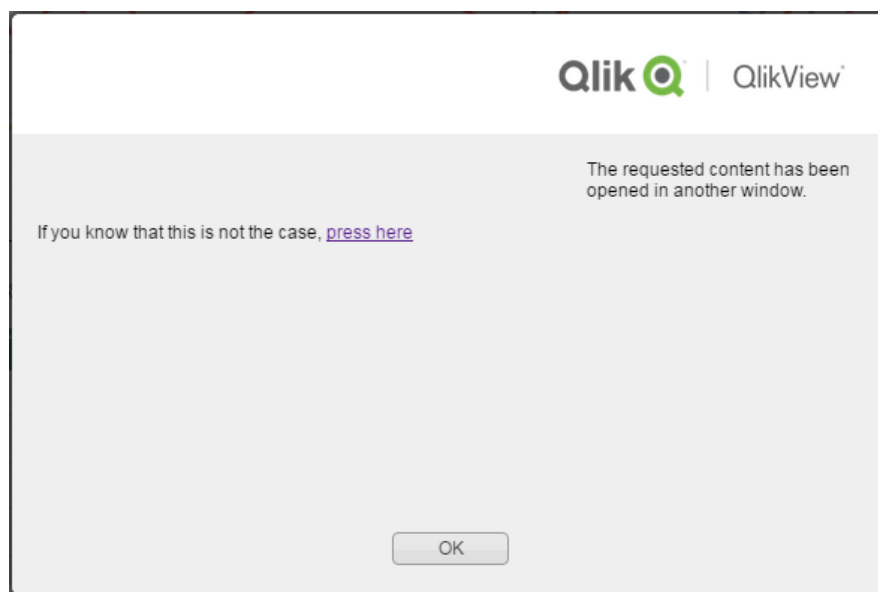 Qlik QlikView
The requested content has been
opened in another window.
If you know that this is not the case, press here
OK